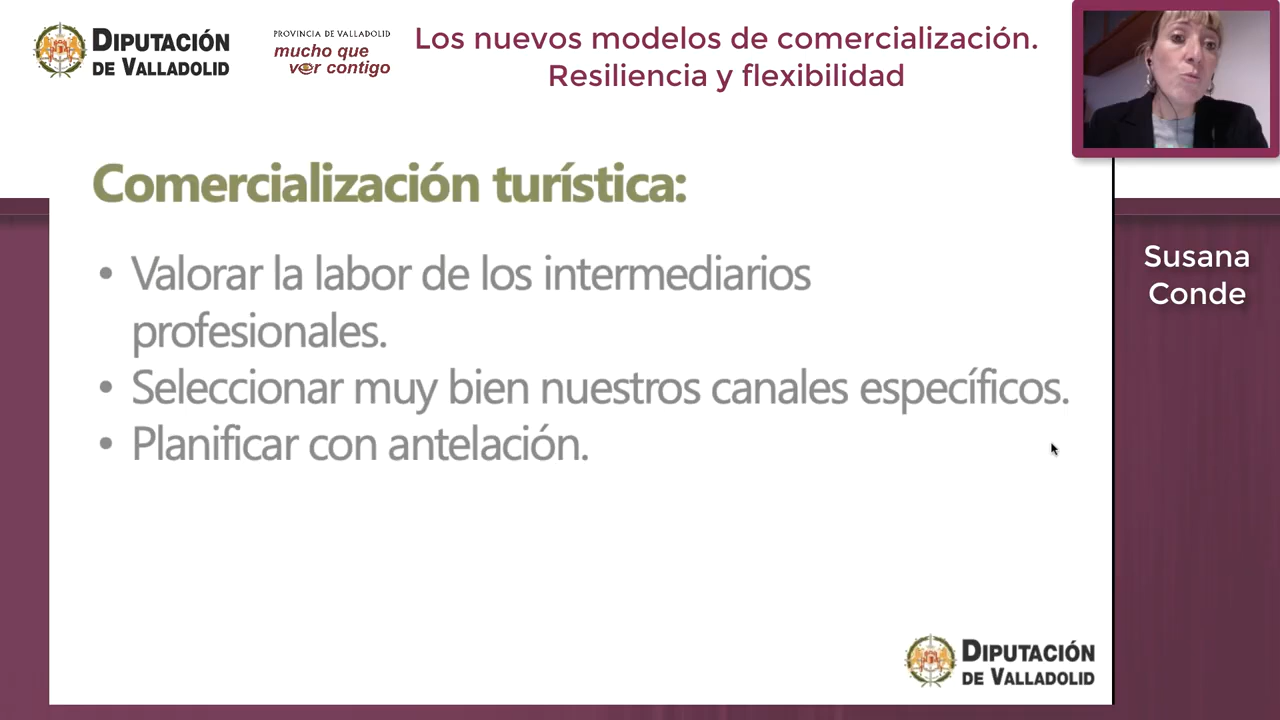 DIPUTACIÓN
DE VALLADOLID
PROVINCIA DE VALLADOLID
mucho que
ver contigo
Los nuevos modelos de comercialización.
Resiliencia y flexibilidad
Comercialización turística:
• Valorar la labor de los intermediarios
profesionales.
• Seleccionar muy bien nuestros canales específicos.
• Planificar con antelación.
Susana
Conde
DIPUTACIÓN
DE VALLADOLID